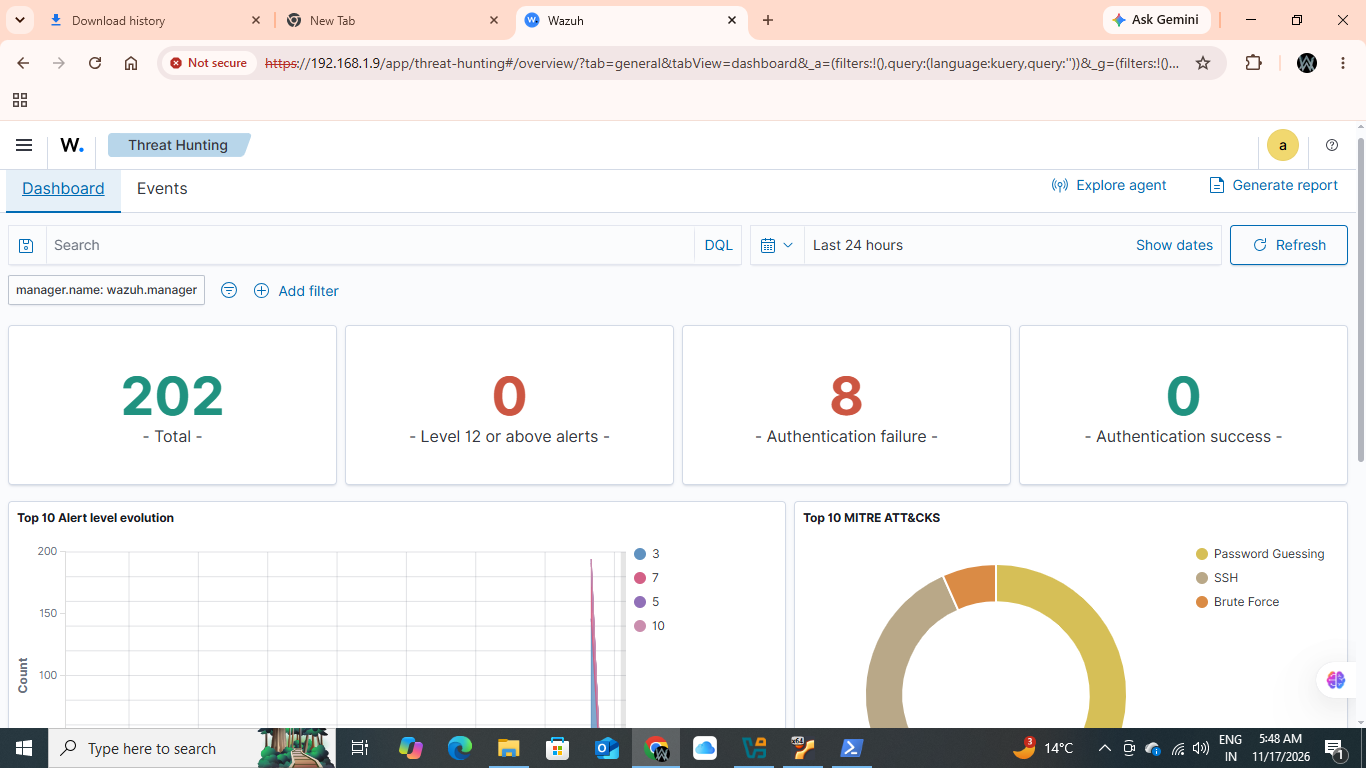 Download history
New Tab
Wazuh
Ask Gemini
Not secure
https://192.168.1.9/app/threat-hunting#/overview/?tab=general&tabView=dashboard&_a=(filters:!(),query:(language:kuery,query:''))&_g=(filters:!()...
W.
Threat Hunting
a
Dashboard
Events
Explore agent
Generate report
Search
DQL
Last 24 hours
Show dates
Refresh
manager.name: wazuh.manager
Add filter
202
- Total -
0
- Level 12 or above alerts -
8
- Authentication failure -
0
- Authentication success -
Top 10 Alert level evolution
200
150
100
Count
3
7
5
10
Top 10 MITRE ATT&CKS
Password Guessing
SSH
Brute Force
Type here to search
3
14°C
ENG
IN
5:48 AM
11/17/2026
1